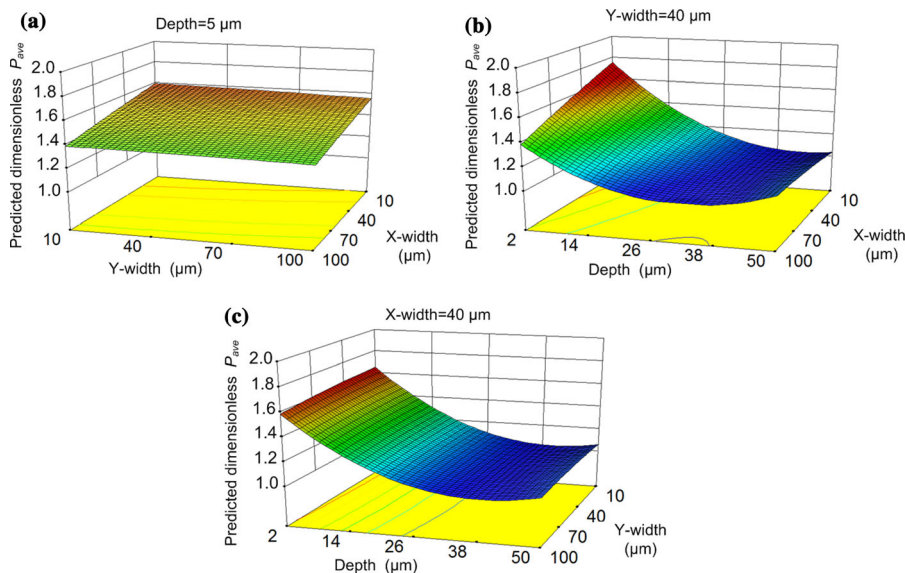 (a)
Depth=5 µm
Predicted dimensionless Pave
2.0
1.8
1.6
1.4
1.2
1.0
10
40
70
100
Y-width (µm)
10
40
70
100
X-width
(µm)
(b)
Y-width=40 µm
Predicted dimensionless Pave
2.0
1.8
1.6
1.4
1.2
1.0
2
14
26
38
50
Depth (µm)
10
40
70
100
X-width
(µm)
(c)
X-width=40 µm
Predicted dimensionless Pave
2.0
1.8
1.6
1.4
1.2
1.0
2
14
26
38
50
Depth (µm)
10
40
70
100
Y-width
(µm)